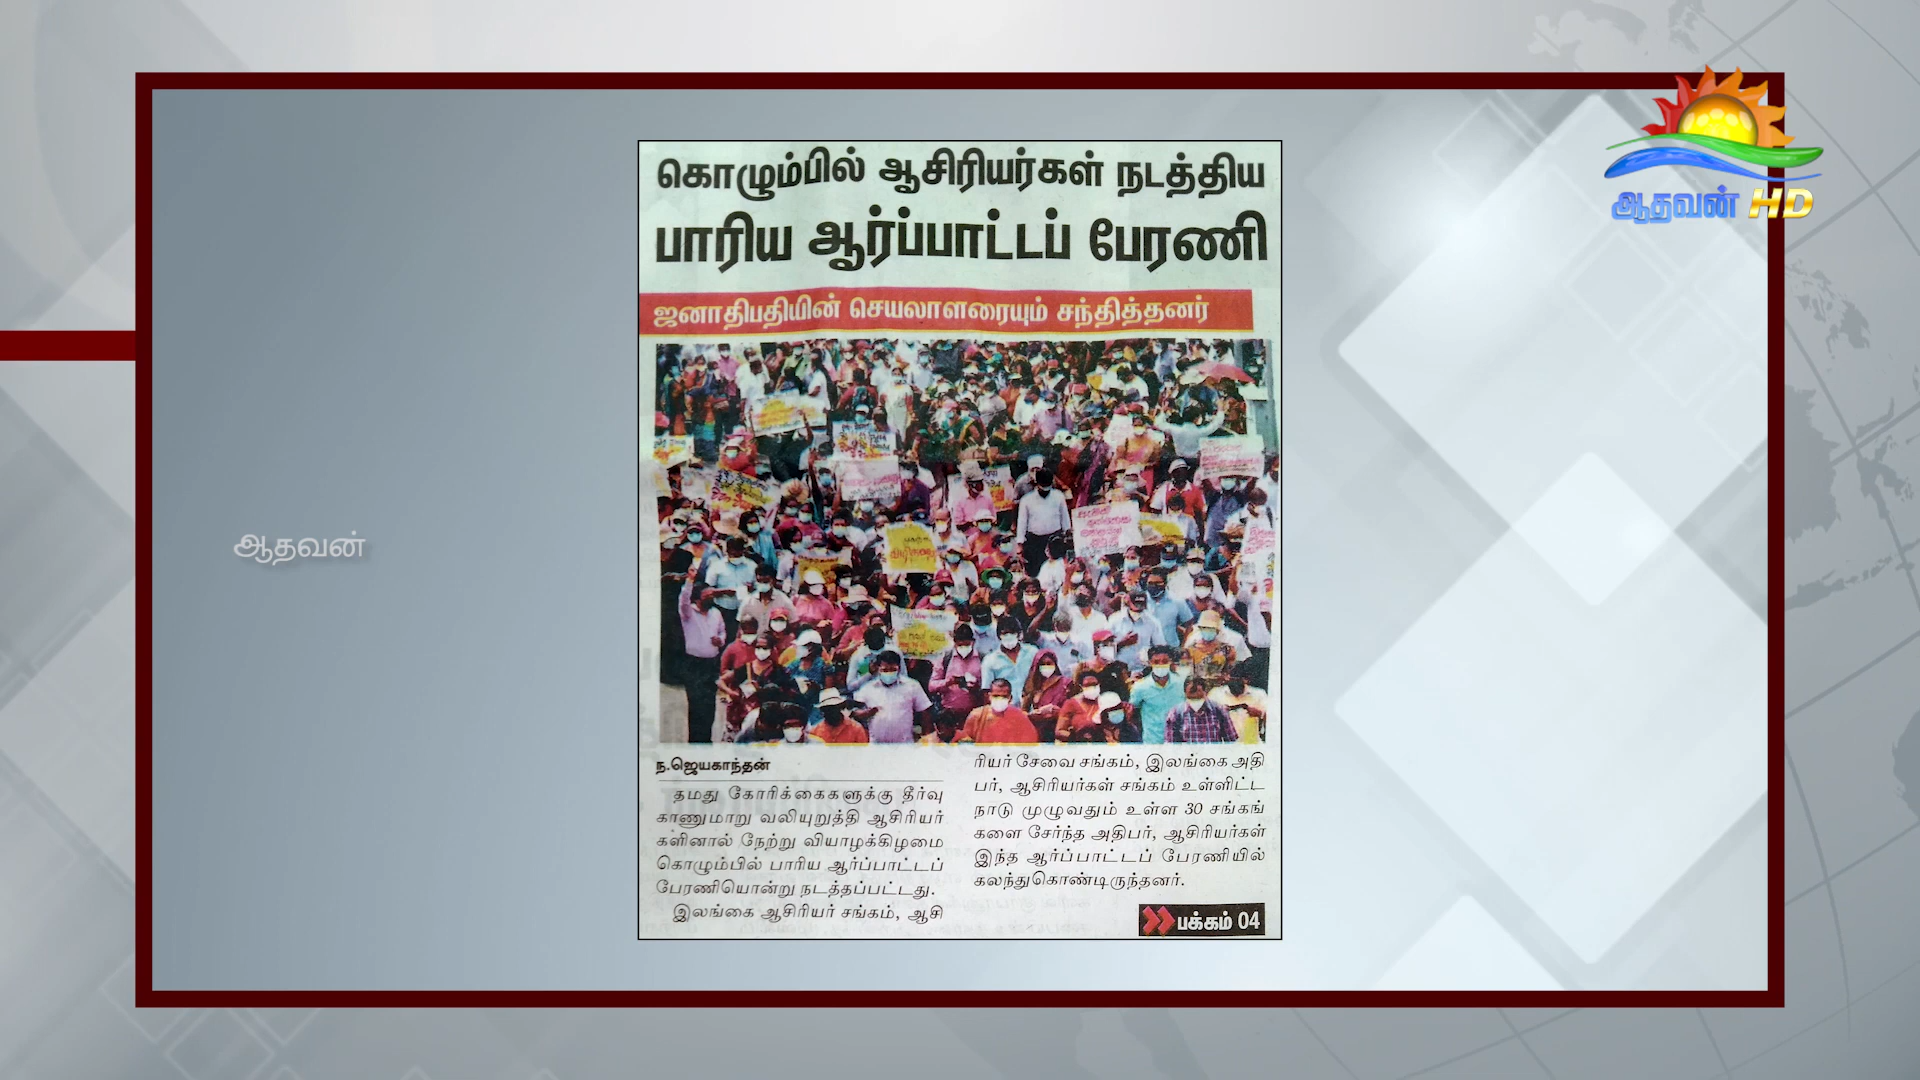 கொழும்பில் ஆசிரியர்கள் நடத்திய
பாரிய ஆர்ப்பாட்டப் பேரணி
ஜனாதிபதியின் செயலாளரையும் சந்தித்தனர்
ந.ஜெயகாந்தன்
தமது கோரிக்கைகளுக்கு தீர்வு
காணுமாறு வலியுறுத்தி ஆசிரியர்
களினால் நேற்று வியாழக்கிழமை
கொழும்பில் பாரிய ஆர்ப்பாட்டப்
பேரணியொன்று நடத்தப்பட்டது.
இலங்கை ஆசிரியர் சங்கம், ஆசி
ரியர் சேவை சங்கம், இலங்கை அதி
பர், ஆசிரியர்கள் சங்கம் உள்ளிட்ட
நாடு முழுவதும் உள்ள 30 சங்கங்
களை சேர்ந்த அதிபர், ஆசிரியர்கள்
இந்த ஆர்ப்பாட்டப் பேரணியில்
கலந்துகொண்டிருந்தனர்.
பக்கம் 04
ஆதவன் HD
ஆதவன்